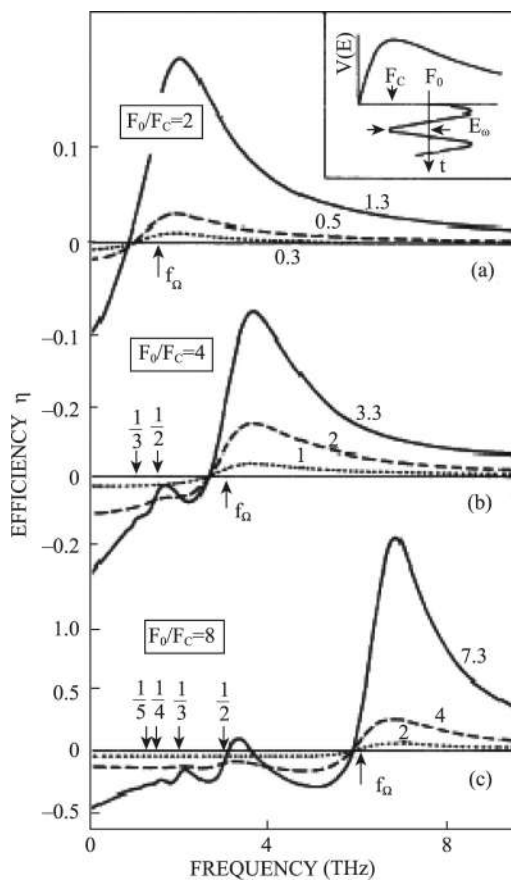 V(E)
F_C F_0
E_ω
t
F_0/F_C=2
0.1
0
1.3
0.5
0.3
f_Ω
(a)
−0.1
F_0/F_C=4
−0.2
1/3 1/2
3.3
2
1
0
f_Ω
(b)
−0.2
EFFICIENCY η
F_0/F_C=8
1.0
7.3
1/5 1/4 1/3 1/2
0.5
4
2
0
f_Ω
(c)
−0.5
0 4 8
FREQUENCY (THz)